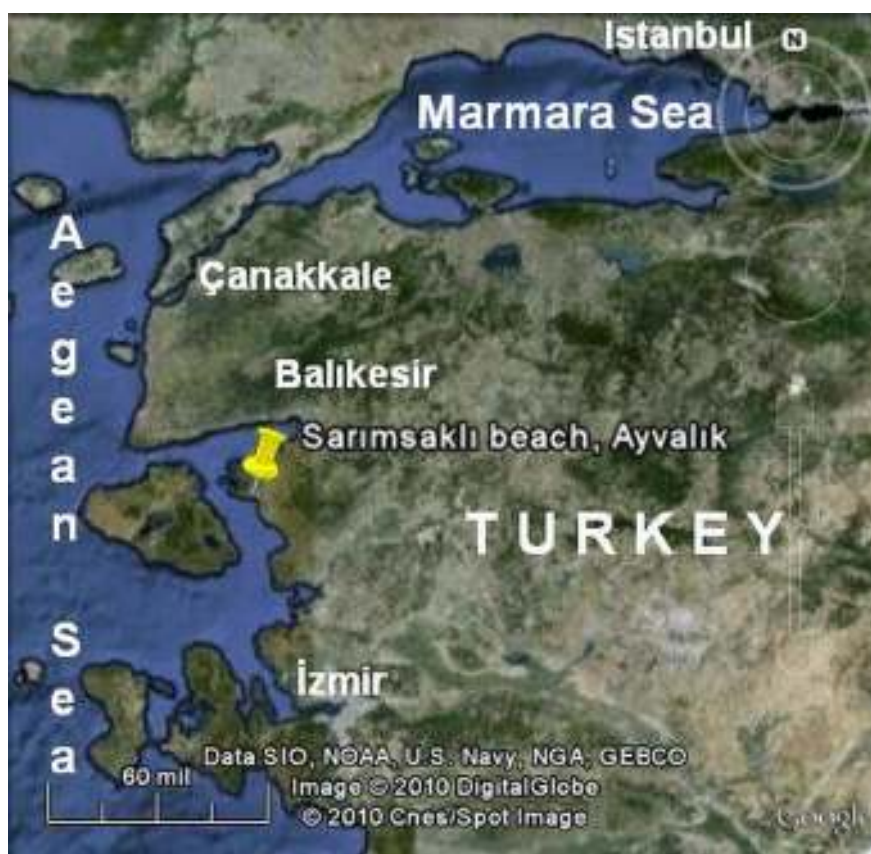 Istanbul
N
Marmara Sea
Aegean Sea
Çanakkale
Balıkesir
Sarımsaklı beach, Ayvalık
TURKEY
İzmir
Data SIO, NOAA, U.S. Navy, NGA, GEBCO
60 mil
Image © 2010 DigitalGlobe
© 2010 Cnes/Spot Image
Google